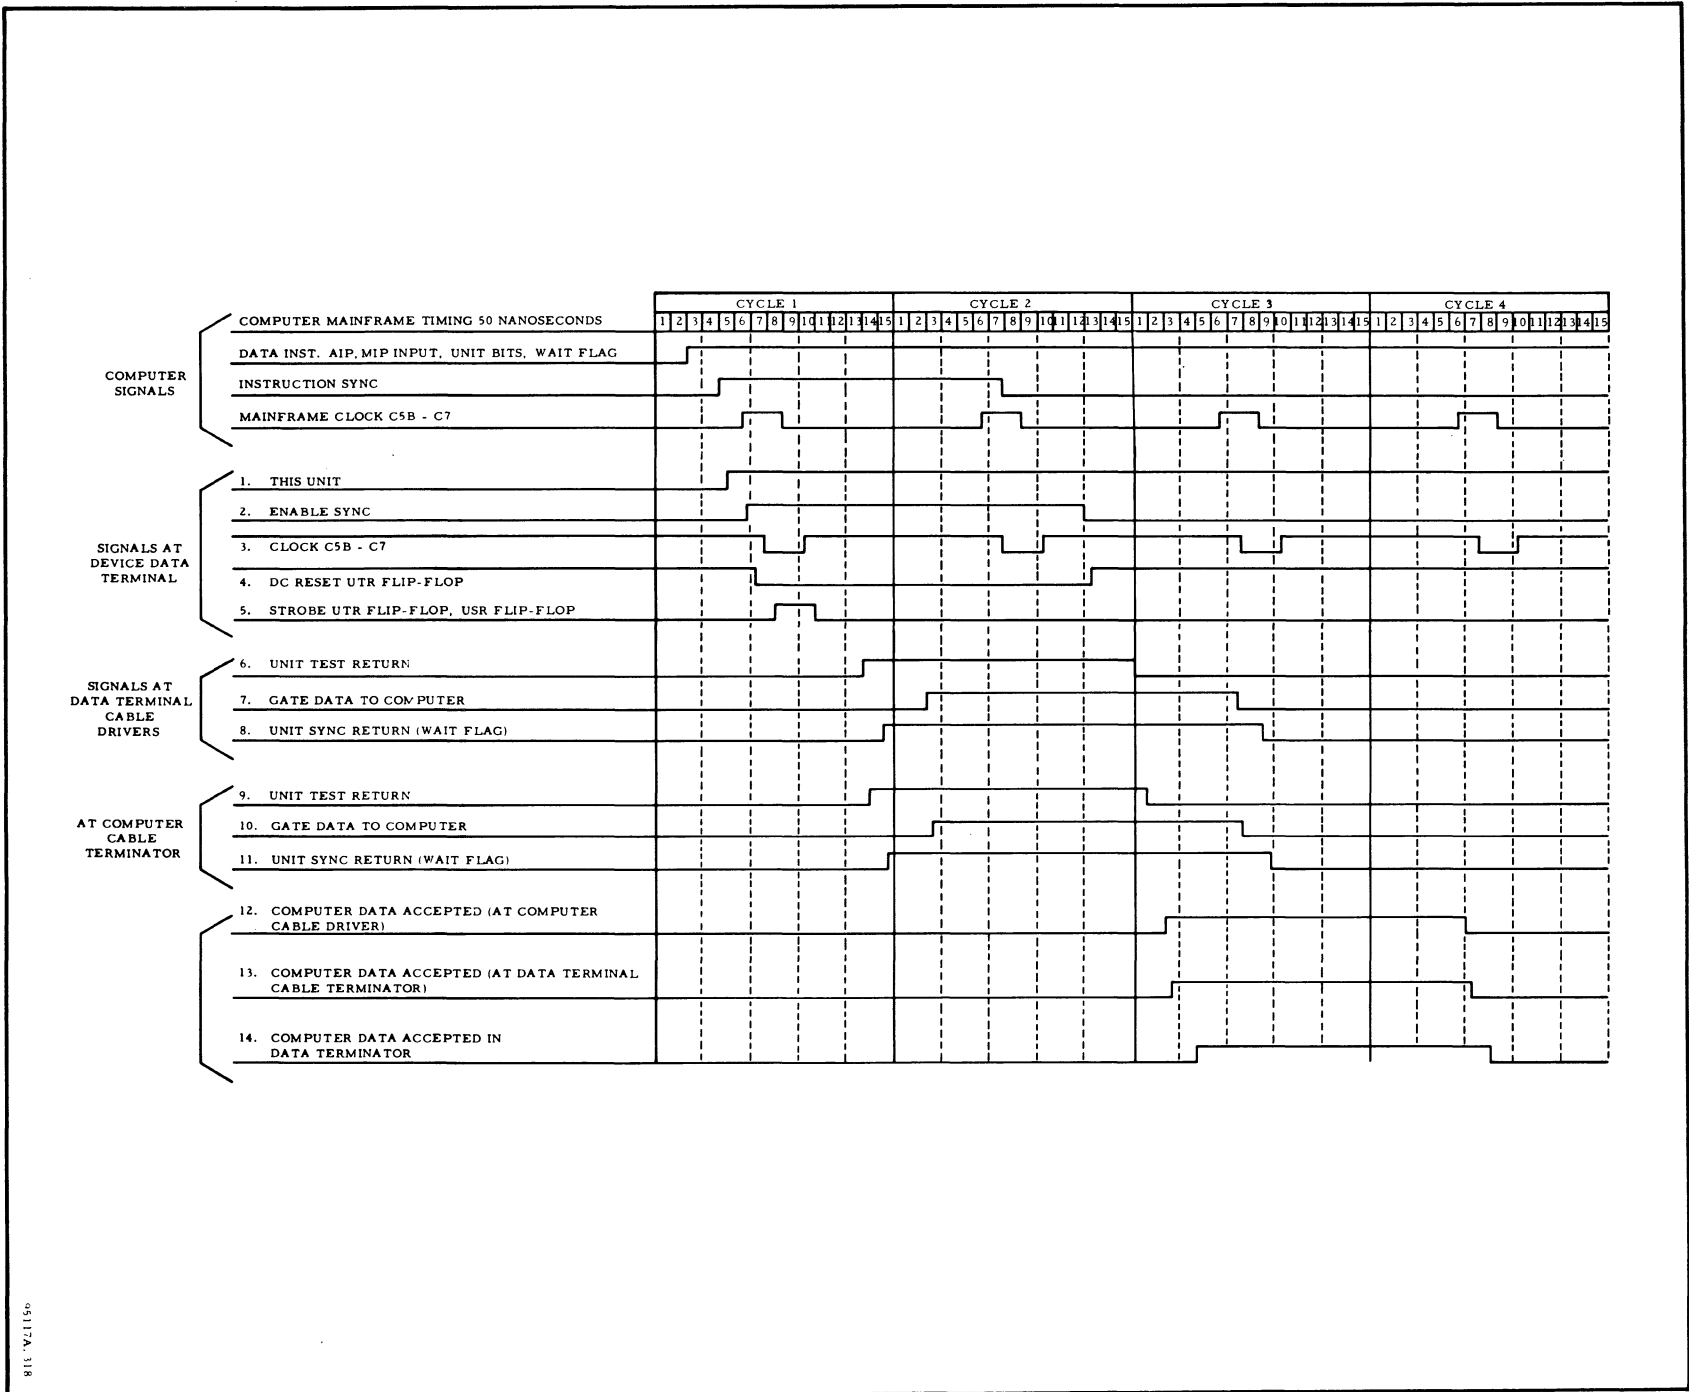 CYCLE 1 CYCLE 2 CYCLE 3 CYCLE 4
COMPUTER MAINFRAME TIMING 50 NANOSECONDS 1 2 3 4 5 6 7 8 9 10 11 12 13 14 15 1 2 3 4 5 6 7 8 9 10 11 12 13 14 15 1 2 3 4 5 6 7 8 9 10 11 12 13 14 15 1 2 3 4 5 6 7 8 9 10 11 12 13 14 15
COMPUTER
SIGNALS
DATA INST. AIP, MIP INPUT, UNIT BITS, WAIT FLAG
INSTRUCTION SYNC
MAINFRAME CLOCK C5B - C7
SIGNALS AT
DEVICE DATA
TERMINAL
1. THIS UNIT
2. ENABLE SYNC
3. CLOCK C5B - C7
4. DC RESET UTR FLIP-FLOP
5. STROBE UTR FLIP-FLOP, USR FLIP-FLOP
SIGNALS AT
DATA TERMINAL
CABLE
DRIVERS
6. UNIT TEST RETURN
7. GATE DATA TO COMPUTER
8. UNIT SYNC RETURN (WAIT FLAG)
AT COMPUTER
CABLE
TERMINATOR
9. UNIT TEST RETURN
10. GATE DATA TO COMPUTER
11. UNIT SYNC RETURN (WAIT FLAG)
12. COMPUTER DATA ACCEPTED (AT COMPUTER
CABLE DRIVER)
13. COMPUTER DATA ACCEPTED (AT DATA TERMINAL
CABLE TERMINATOR)
14. COMPUTER DATA ACCEPTED IN
DATA TERMINATOR
95117A. 318